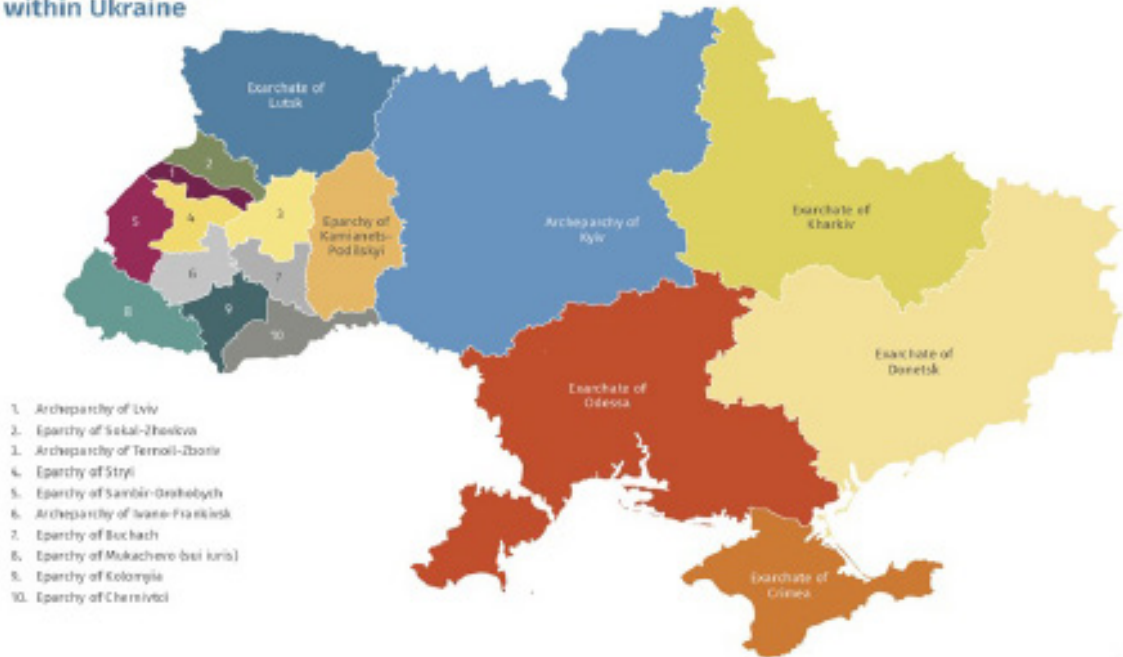 within Ukraine
Exarchate of
Lutsk
2
1
5
4
3
Eparchy of
Kamianets-
Podilskyi
Archeparchy of
Kyiv
Exarchate of
Kharkiv
6
7
8
9
10
Exarchate of
Donetsk
Exarchate of
Odessa
Exarchate of
Crimea
1. Archeparchy of Lviv
2. Eparchy of Sokal-Zhovkva
3. Archeparchy of Ternoil-Zboriv
4. Eparchy of Stryi
5. Eparchy of Sambir-Drohobych
6. Archeparchy of Ivano-Frankivsk
7. Eparchy of Buchach
8. Eparchy of Mukachevo (sui iuris)
9. Eparchy of Kolomyia
10. Eparchy of Chernivtci